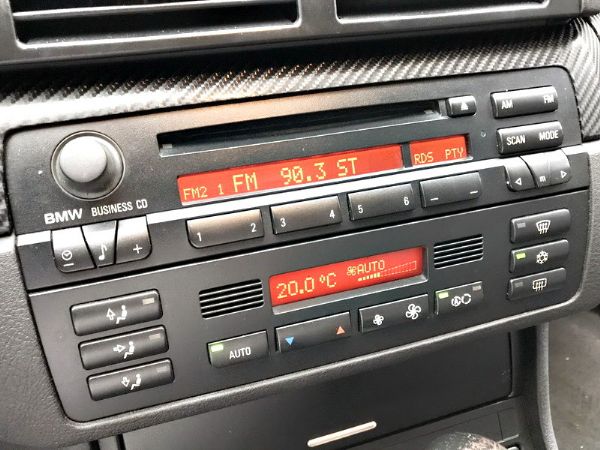 AM FM
SCAN MODE
FM2 1 FM 90.3 ST
RDS PTY
m
BMW BUSINESS CD
1 2 3 4 5 6
+
20.0 °C AUTO
AUTO